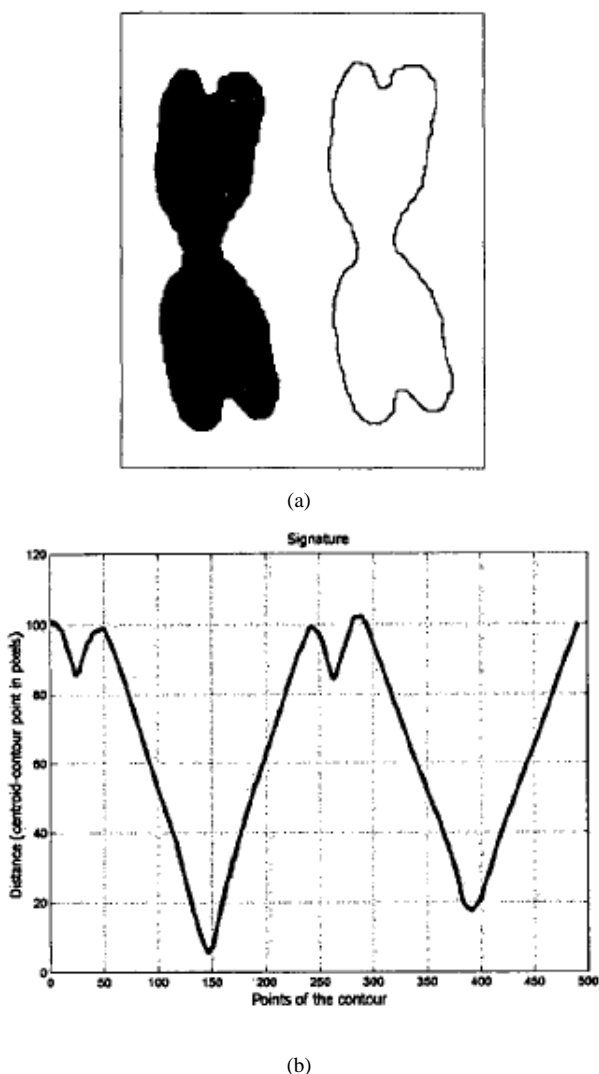 (a)
Signature
120
100
80
60
40
20
0
Distance (centroid-contour point in pixels)
0 50 100 150 200 250 300 350 400 450 500
Points of the contour
(b)